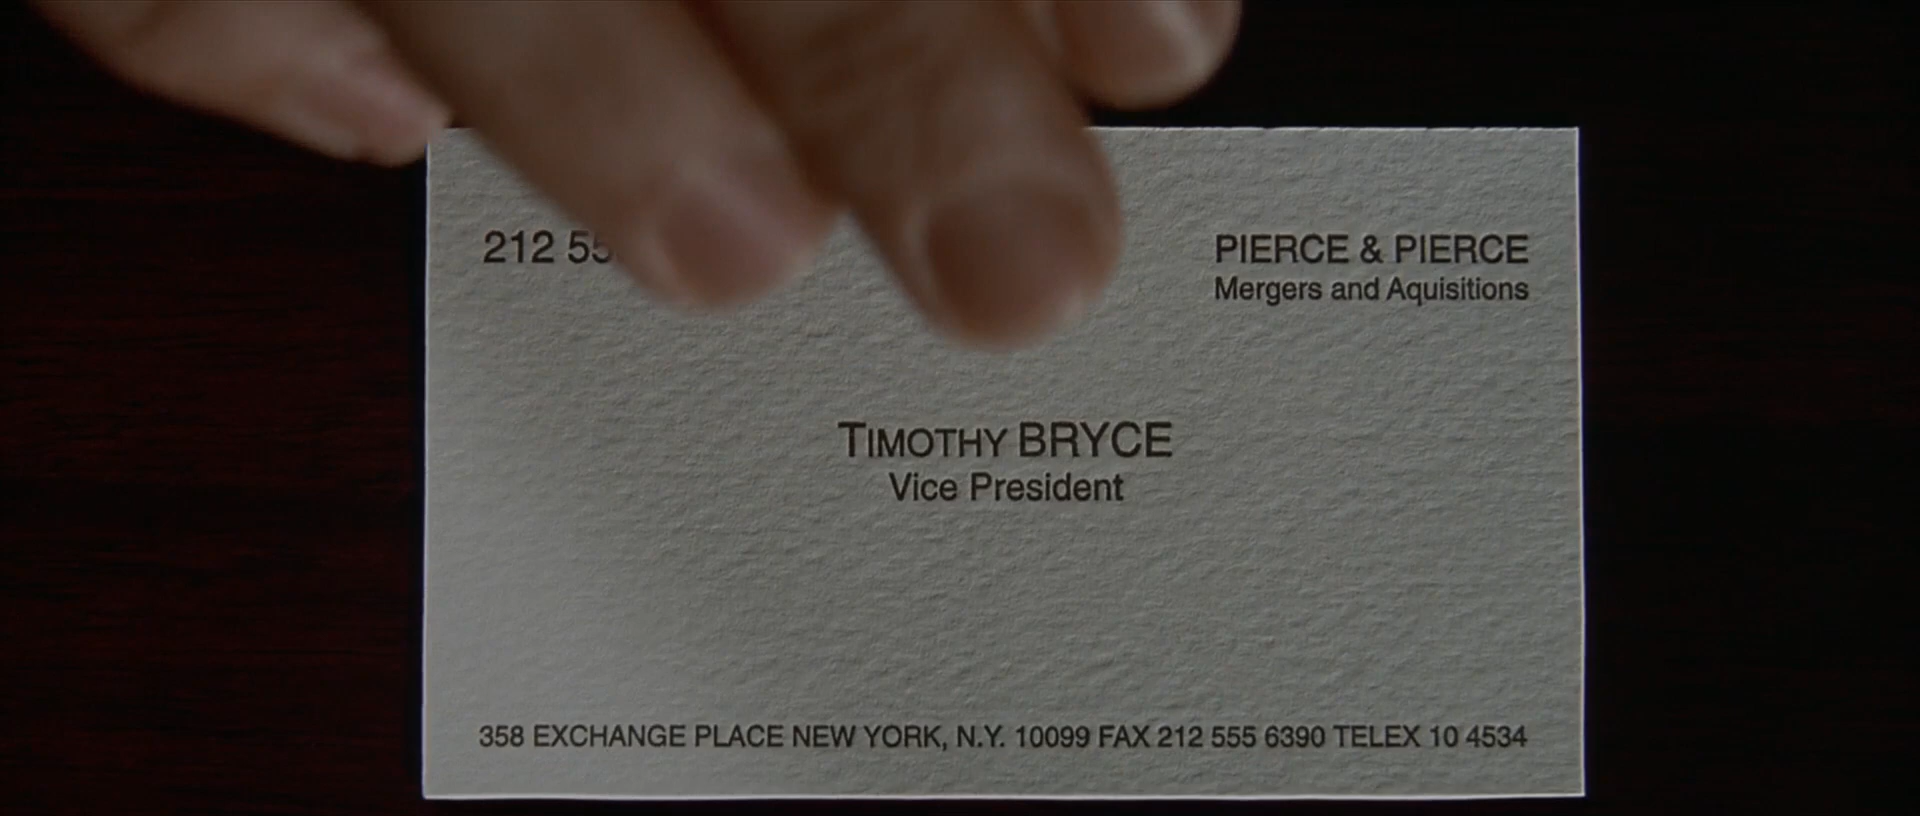 212 55
PIERCE & PIERCE
Mergers and Aquisitions
TIMOTHY BRYCE
Vice President
358 EXCHANGE PLACE NEW YORK, N.Y. 10099 FAX 212 555 6390 TELEX 10 4534